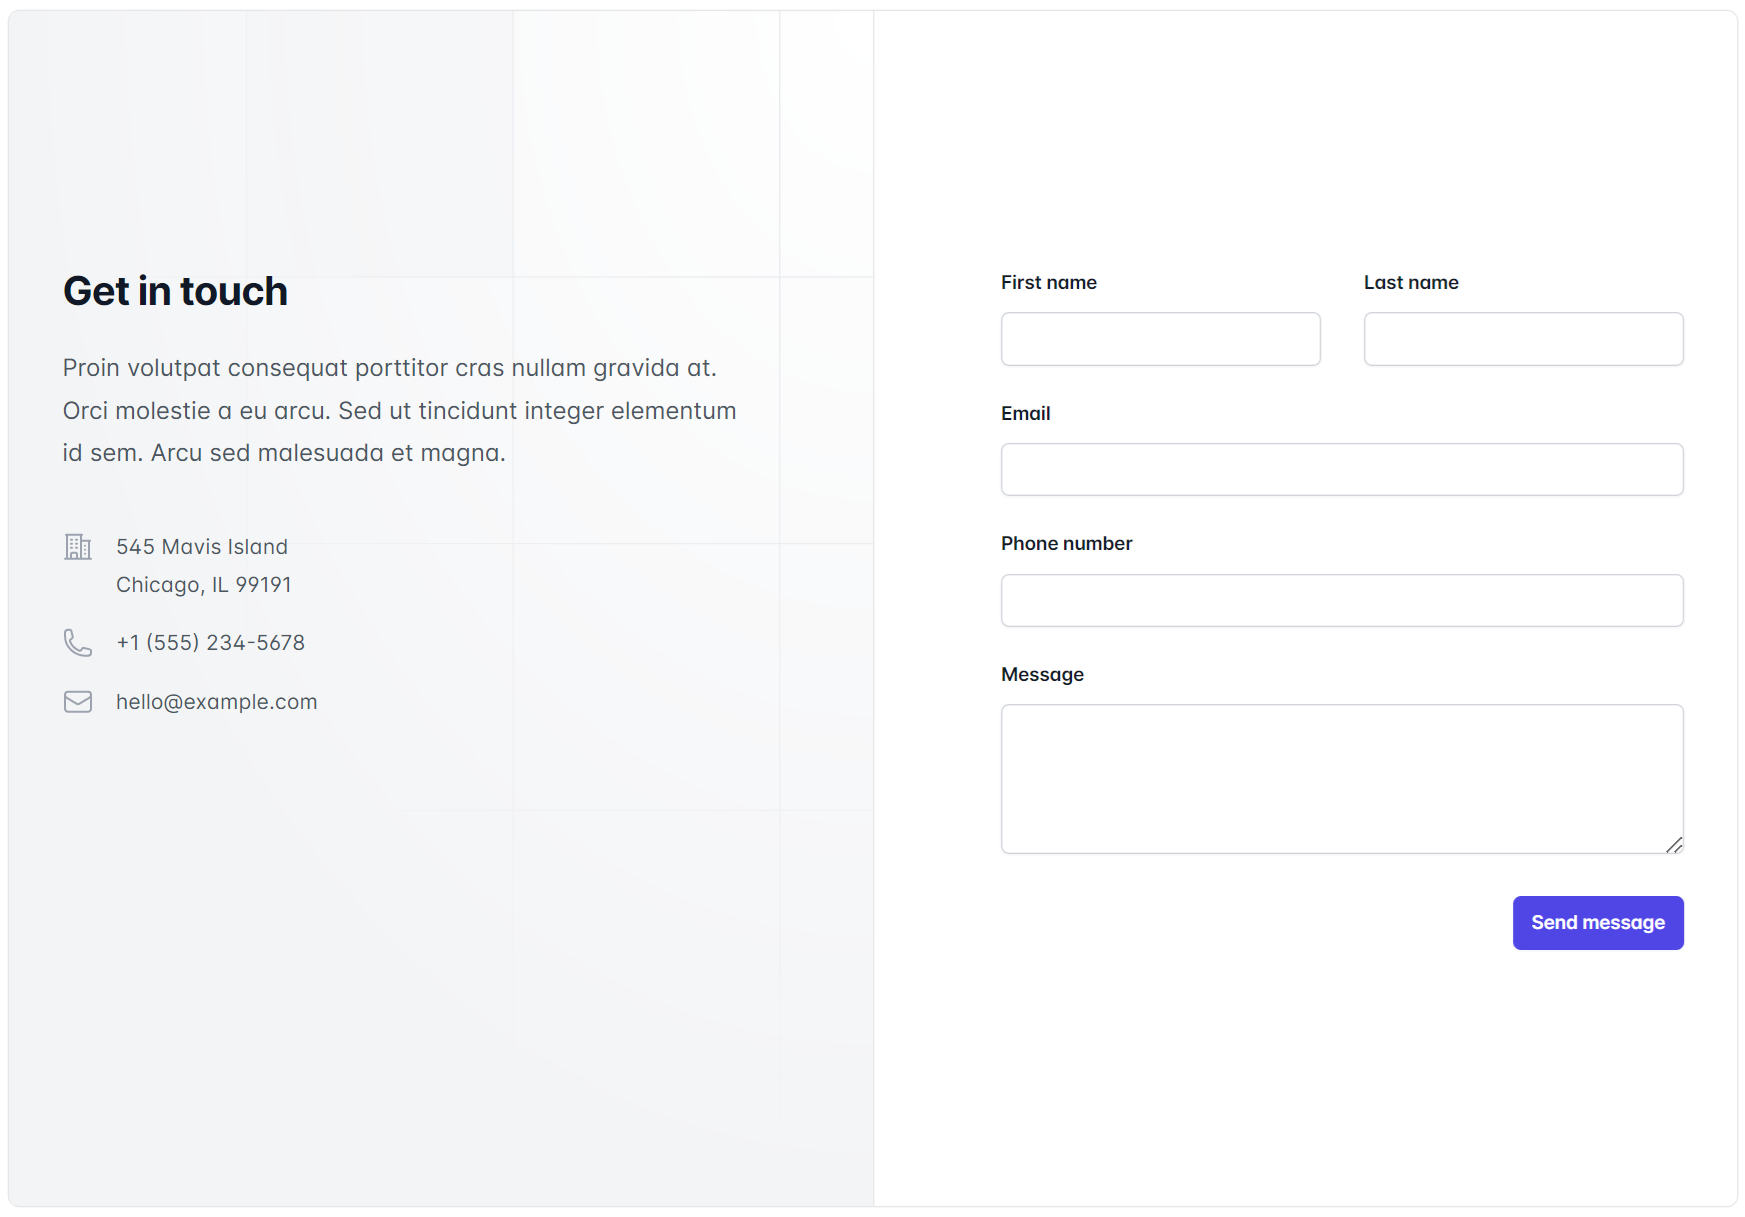 Get in touch
Proin volutpat consequat porttitor cras nullam gravida at.
Orci molestie a eu arcu. Sed ut tincidunt integer elementum
id sem. Arcu sed malesuada et magna.
545 Mavis Island
Chicago, IL 99191
+1 (555) 234-5678
hello@example.com
First name
Last name
Email
Phone number
Message
Send message